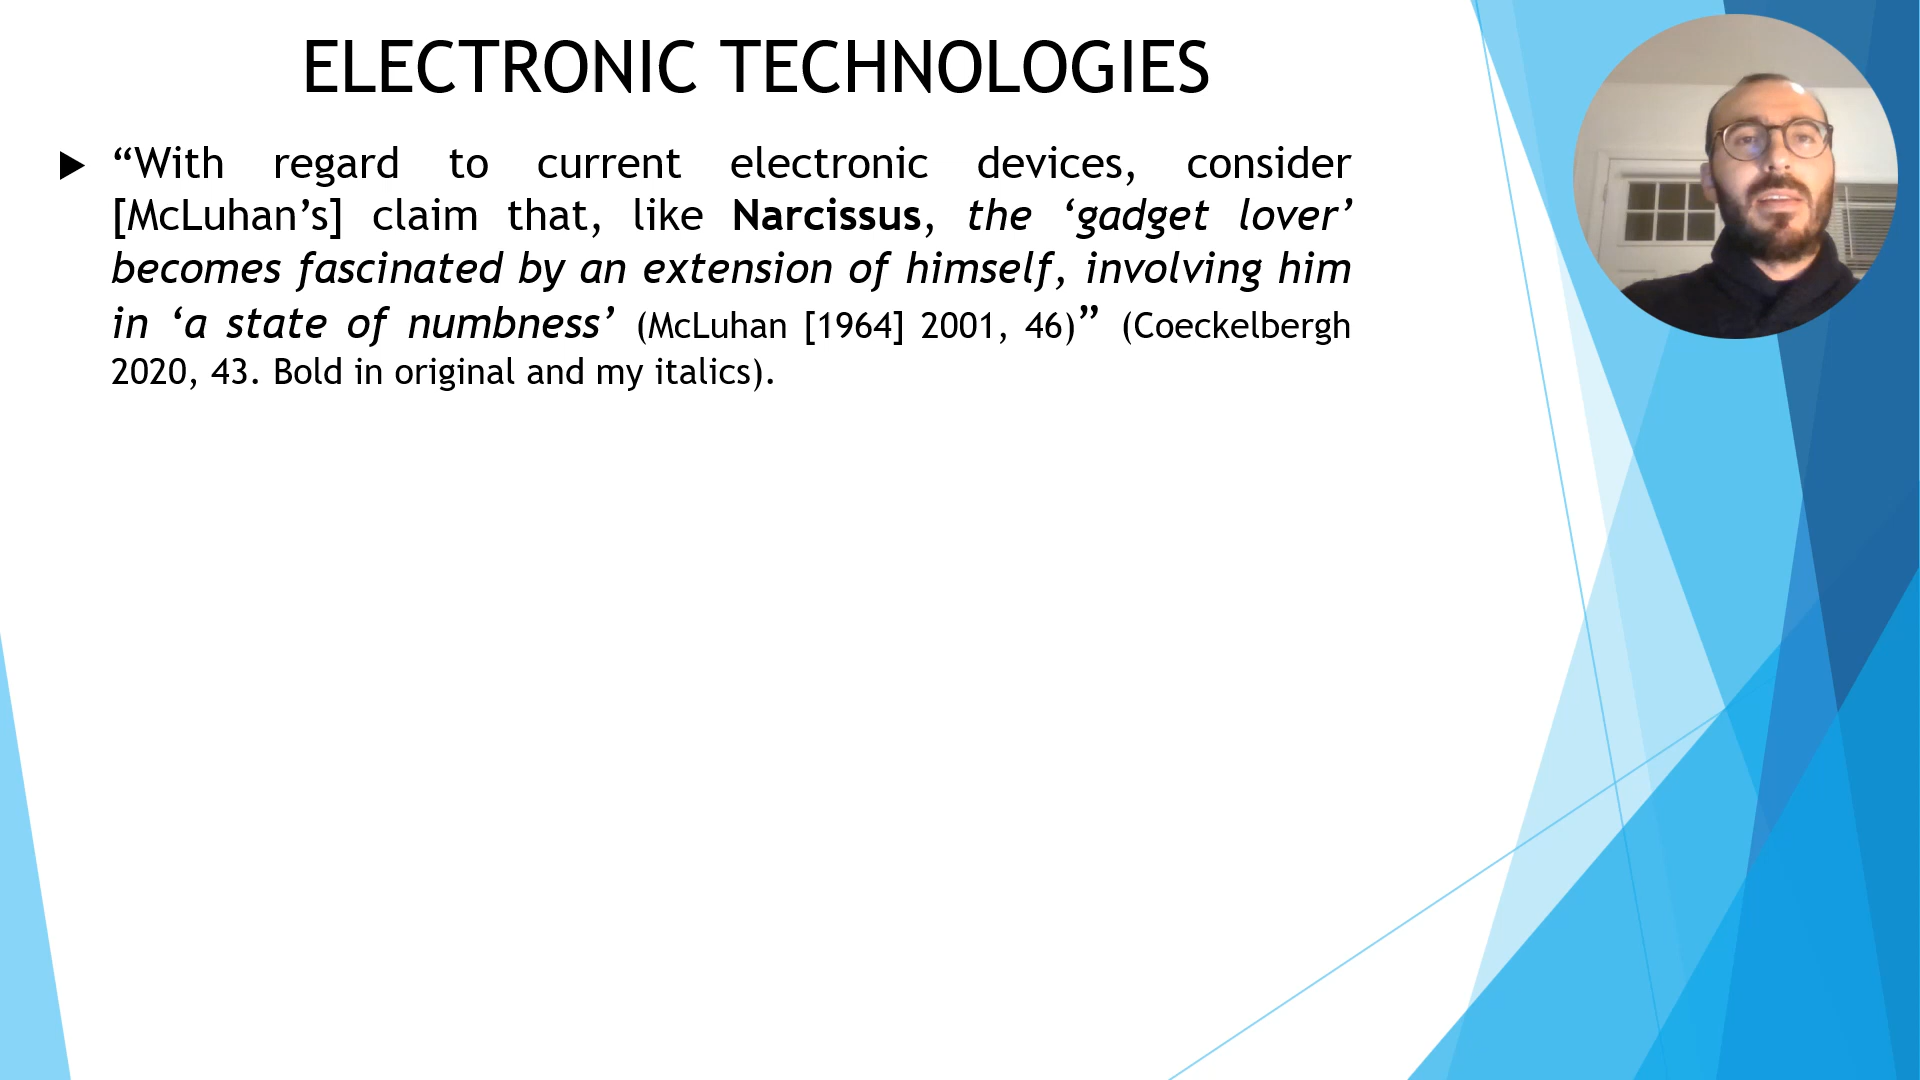 ELECTRONIC TECHNOLOGIES
“With regard to current electronic devices, consider
[McLuhan’s] claim that, like Narcissus, the ‘gadget lover’
becomes fascinated by an extension of himself, involving him
in ‘a state of numbness’ (McLuhan [1964] 2001, 46)” (Coeckelbergh
2020, 43. Bold in original and my italics).